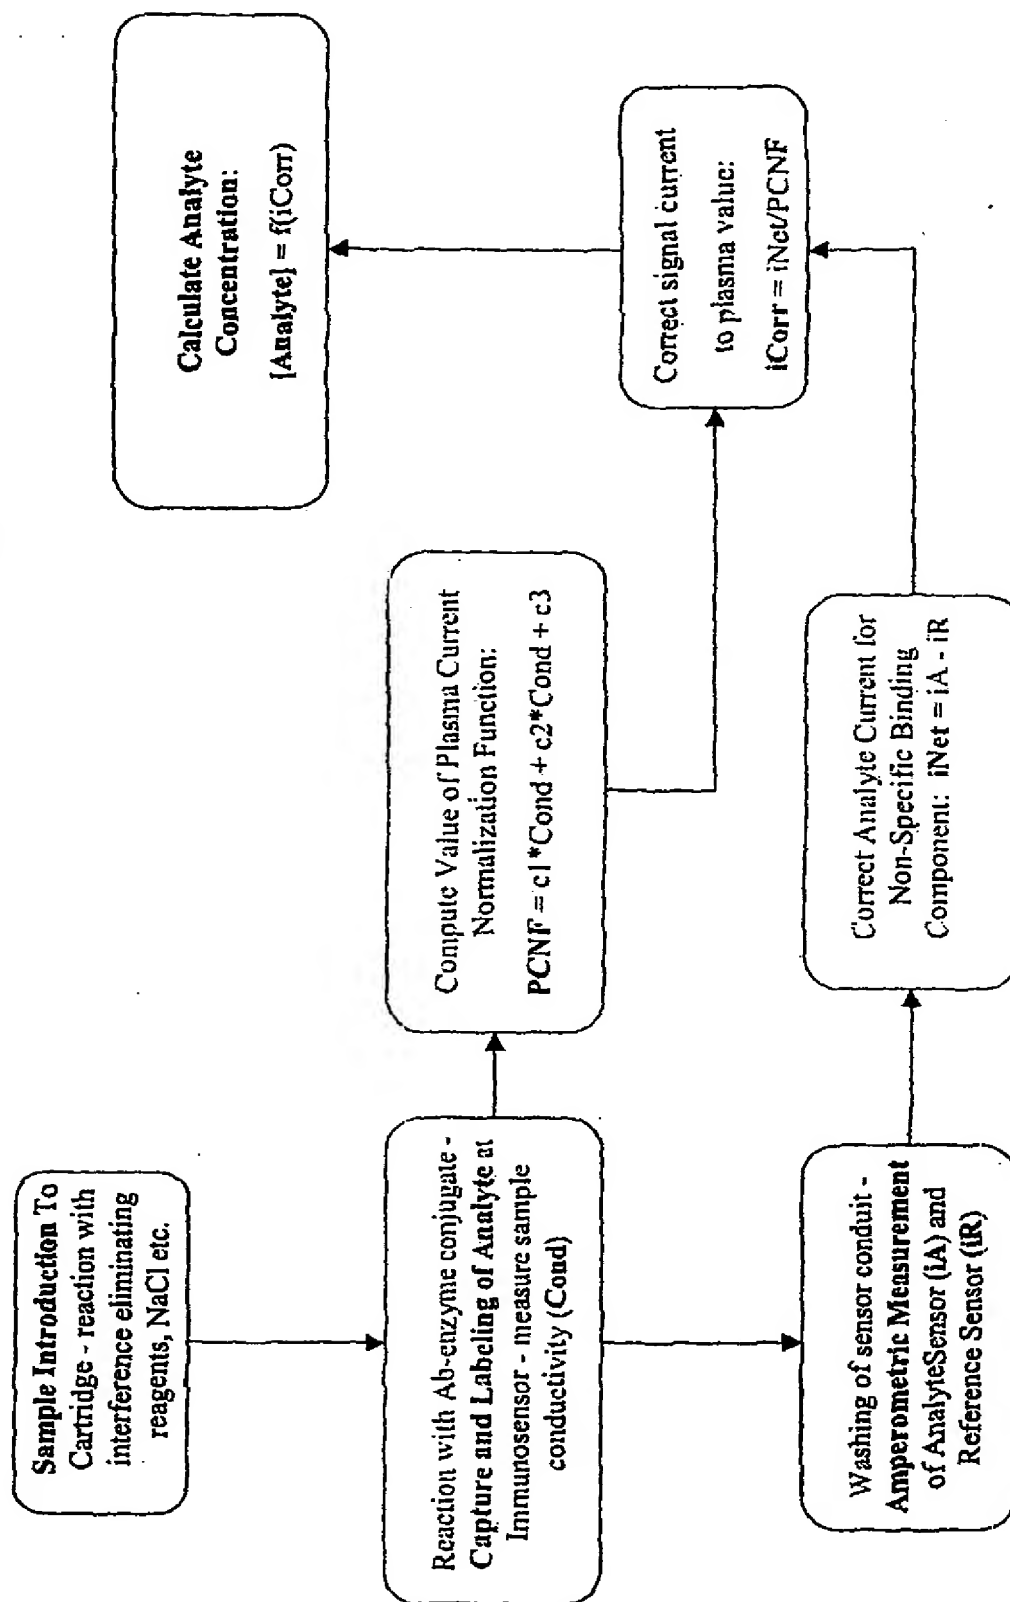 Sample Introduction To
Cartridge - reaction with
interference eliminating
reagents, NaCl etc.
Reaction with Ab-enzyme conjugate -
Capture and Labeling of Analyte at
Immunosensor - measure sample
conductivity (Cond)
Washing of sensor conduit -
Amperometric Measurement
of AnalyteSensor (iA) and
Reference Sensor (iR)
Compute Value of Plasma Current
Normalization Function:
PCNF = c1*Cond + c2*Cond + c3
Correct Analyte Current for
Non-Specific Binding
Component: iNet = iA - iR
Correct signal current
to plasma value:
iCorr = iNet/PCNF
Calculate Analyte
Concentration:
[Analyte] = f(iCorr)